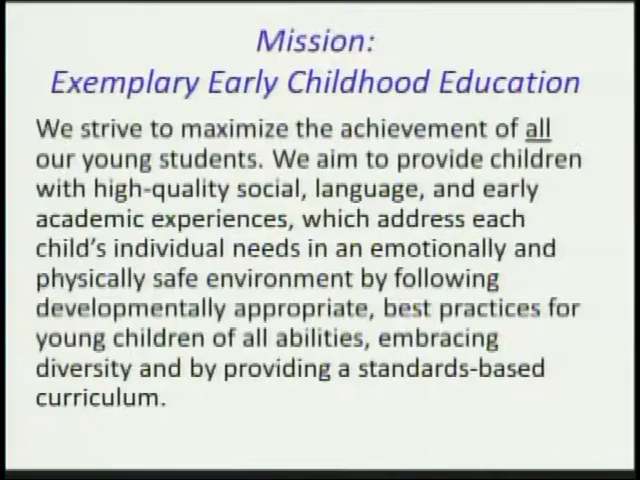 Mission:
Exemplary Early Childhood Education
We strive to maximize the achievement of all
our young students. We aim to provide children
with high-quality social, language, and early
academic experiences, which address each
child's individual needs in an emotionally and
physically safe environment by following
developmentally appropriate, best practices for
young children of all abilities, embracing
diversity and by providing a standards-based
curriculum.